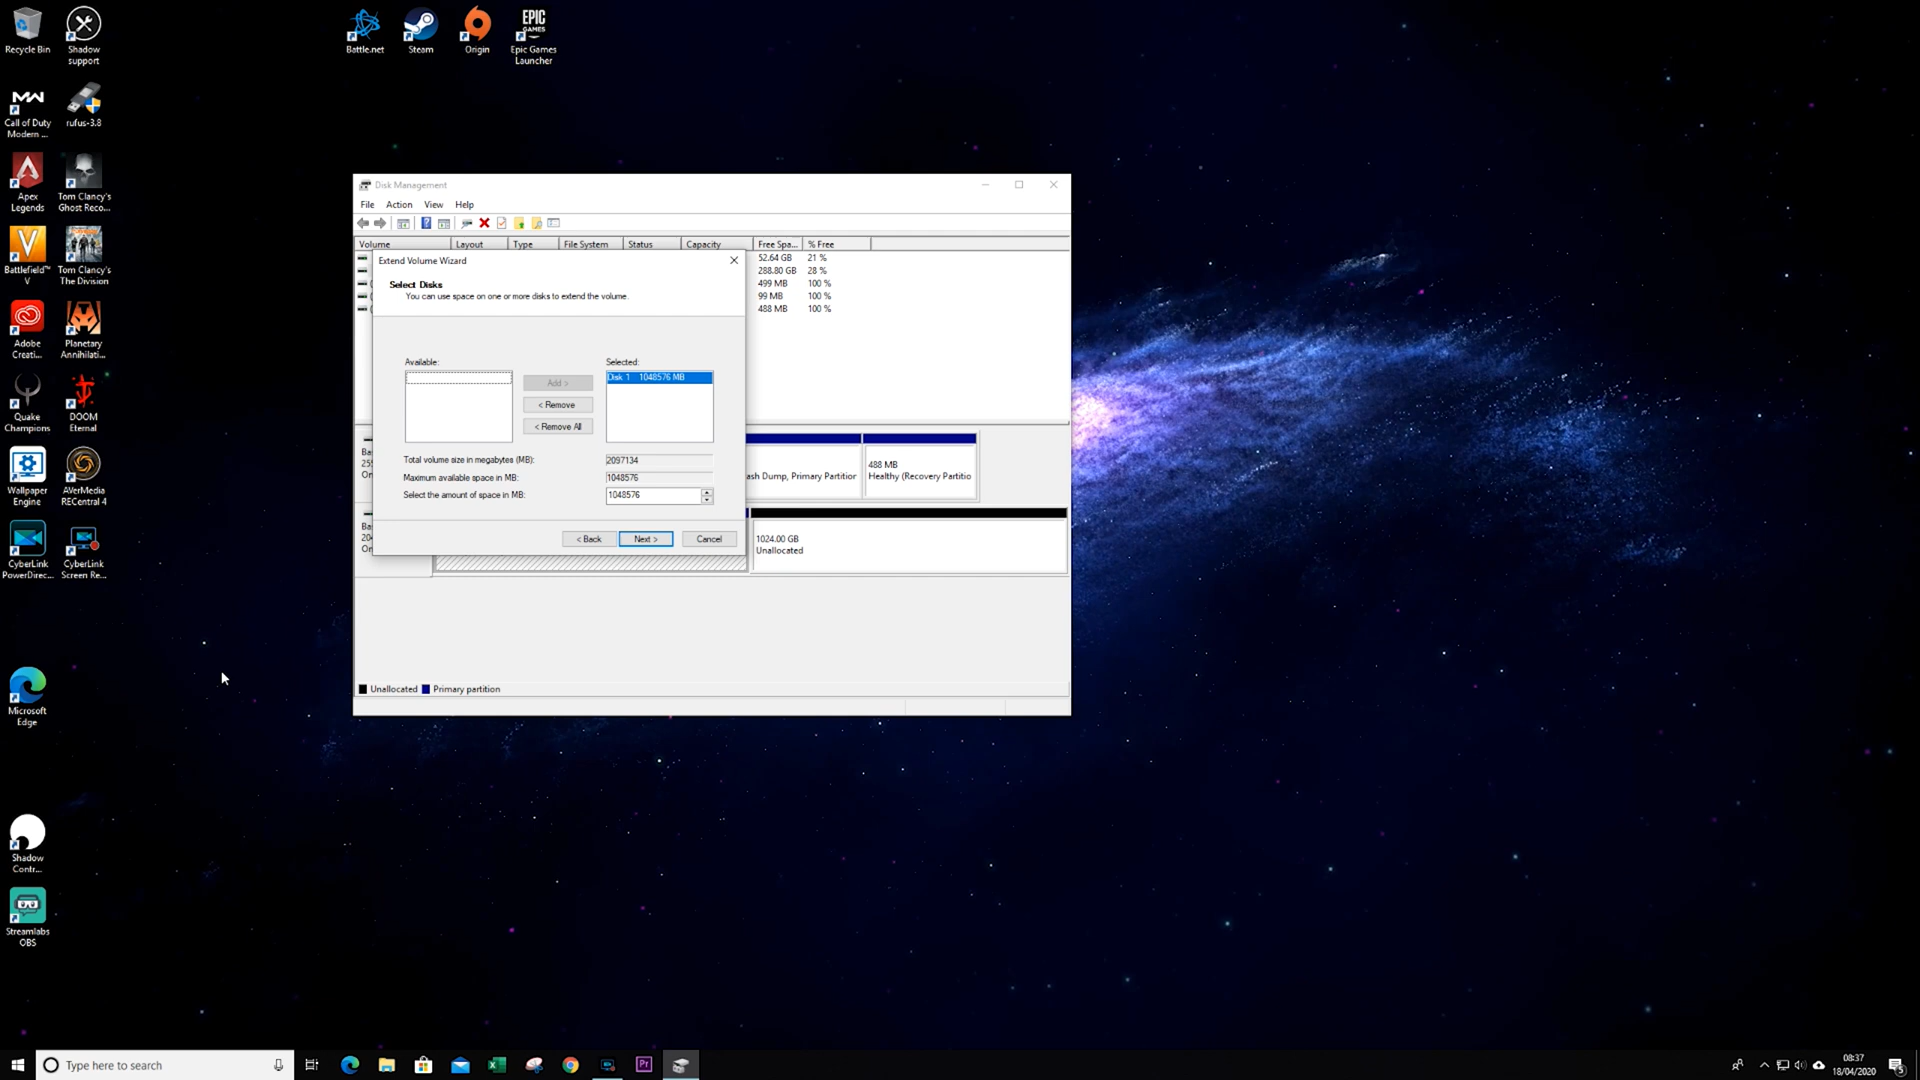 Recycle Bin
Shadow
support
Battle.net
Steam
Origin
EPIC
GAMES
Epic Games
Launcher
Call of Duty
Modern ...
rufus-3.8
Apex
Legends
Tom Clancy's
Ghost Reco...
Battlefield™
V
Tom Clancy's
The Division
Adobe
Creati...
Planetary
Annihilati...
Quake
Champions
DOOM
Eternal
Wallpaper
Engine
AVerMedia
RECentral 4
CyberLink
PowerDirec...
CyberLink
Screen Re...
Microsoft
Edge
Shadow
Contr...
Streamlabs
OBS
Disk Management
File Action View Help
Volume Layout Type File System Status Capacity Free Spa... % Free
52.64 GB 21 %
288.80 GB 28 %
499 MB 100 %
99 MB 100 %
488 MB 100 %
Extend Volume Wizard
Select Disks
You can use space on one or more disks to extend the volume.
Available:
Selected:
Disk 1 1048576 MB
Add >
< Remove
< Remove All
Total volume size in megabytes (MB): 2097134
Maximum available space in MB: 1048576
Select the amount of space in MB: 1048576
< Back Next > Cancel
Ba
25
On
ash Dump, Primary Partition
488 MB
Healthy (Recovery Partitio
Ba
20
On
1024.00 GB
Unallocated
Unallocated Primary partition
Type here to search
Pr
08:37
18/04/2020
5